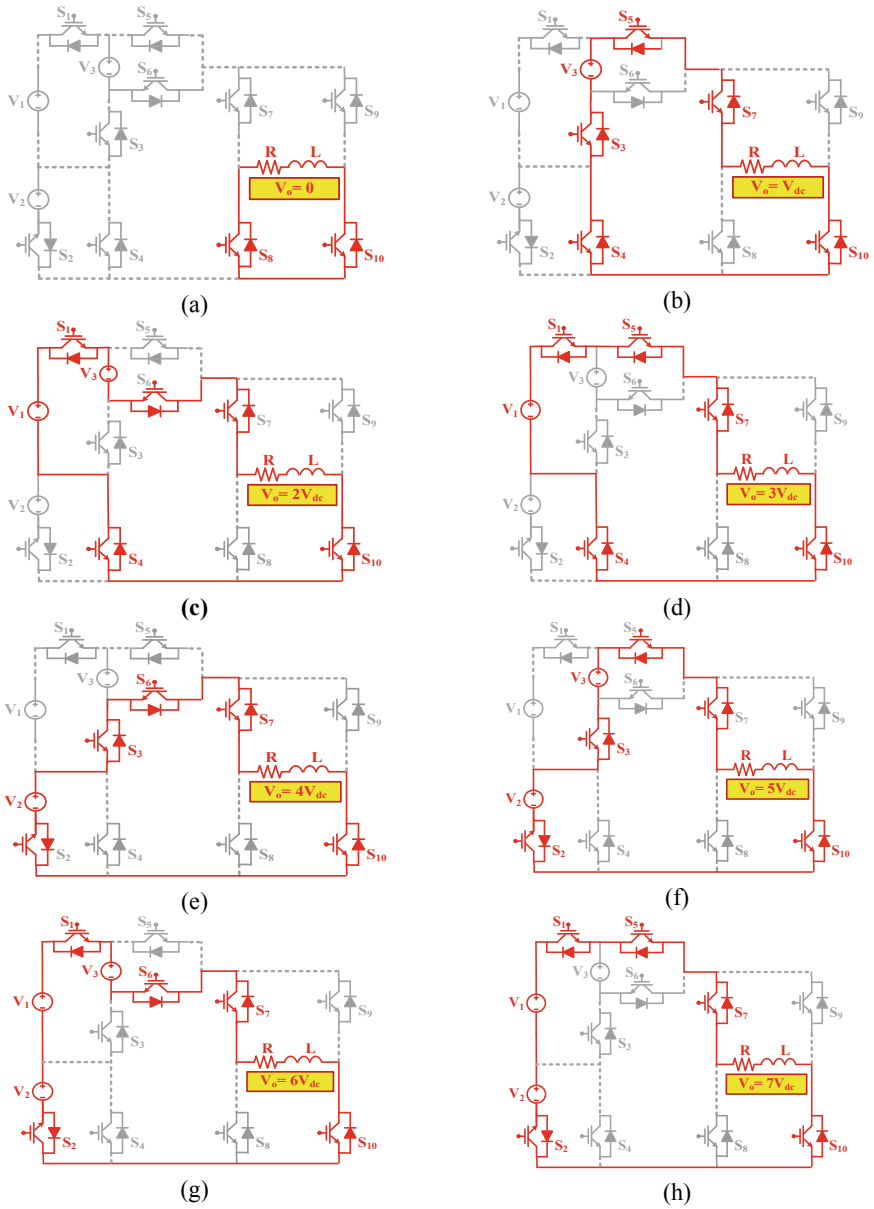 S1
S5
V3
S6
V1
S7
S9
S3
R L
Vo= 0
V2
S2
S4
S8
S10
(a)
S1
S5
V3
S6
V1
S7
S9
S3
R L
Vo= Vdc
V2
S2
S4
S8
S10
(b)
S1
S5
V3
S6
V1
S7
S9
S3
R L
Vo= 2Vdc
V2
S2
S4
S8
S10
(c)
S1
S5
V3
S6
V1
S7
S9
S3
R L
Vo= 3Vdc
V2
S2
S4
S8
S10
(d)
S1
S5
V3
S6
V1
S7
S9
S3
R L
Vo= 4Vdc
V2
S2
S4
S8
S10
(e)
S1
S5
V3
S6
V1
S7
S9
S3
R L
Vo= 5Vdc
V2
S2
S4
S8
S10
(f)
S1
S5
V3
S6
V1
S7
S9
S3
R L
Vo= 6Vdc
V2
S2
S4
S8
S10
(g)
S1
S5
V3
S6
V1
S7
S9
S3
R L
Vo= 7Vdc
V2
S2
S4
S8
S10
(h)